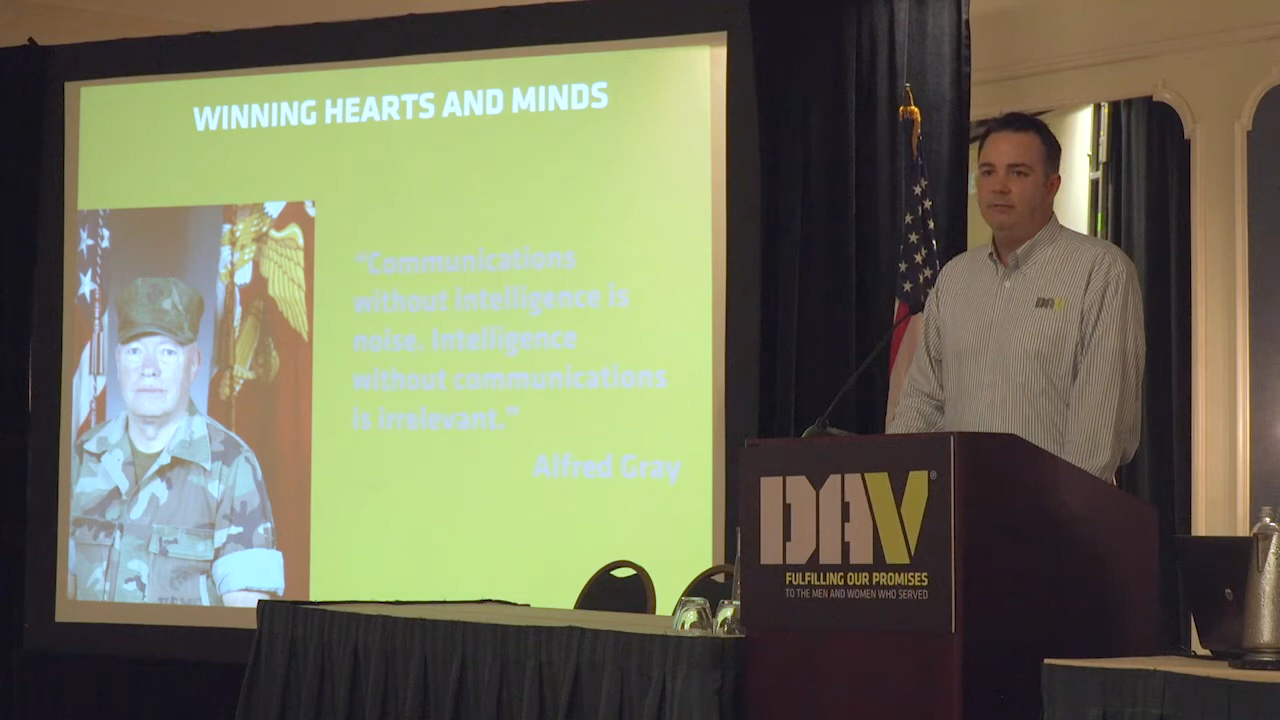 WINNING HEARTS AND MINDS
“Communications
without intelligence is
noise. Intelligence
without communications
is irrelevant.”
Alfred Gray
DAV
DAV®
FULFILLING OUR PROMISES
TO THE MEN AND WOMEN WHO SERVED